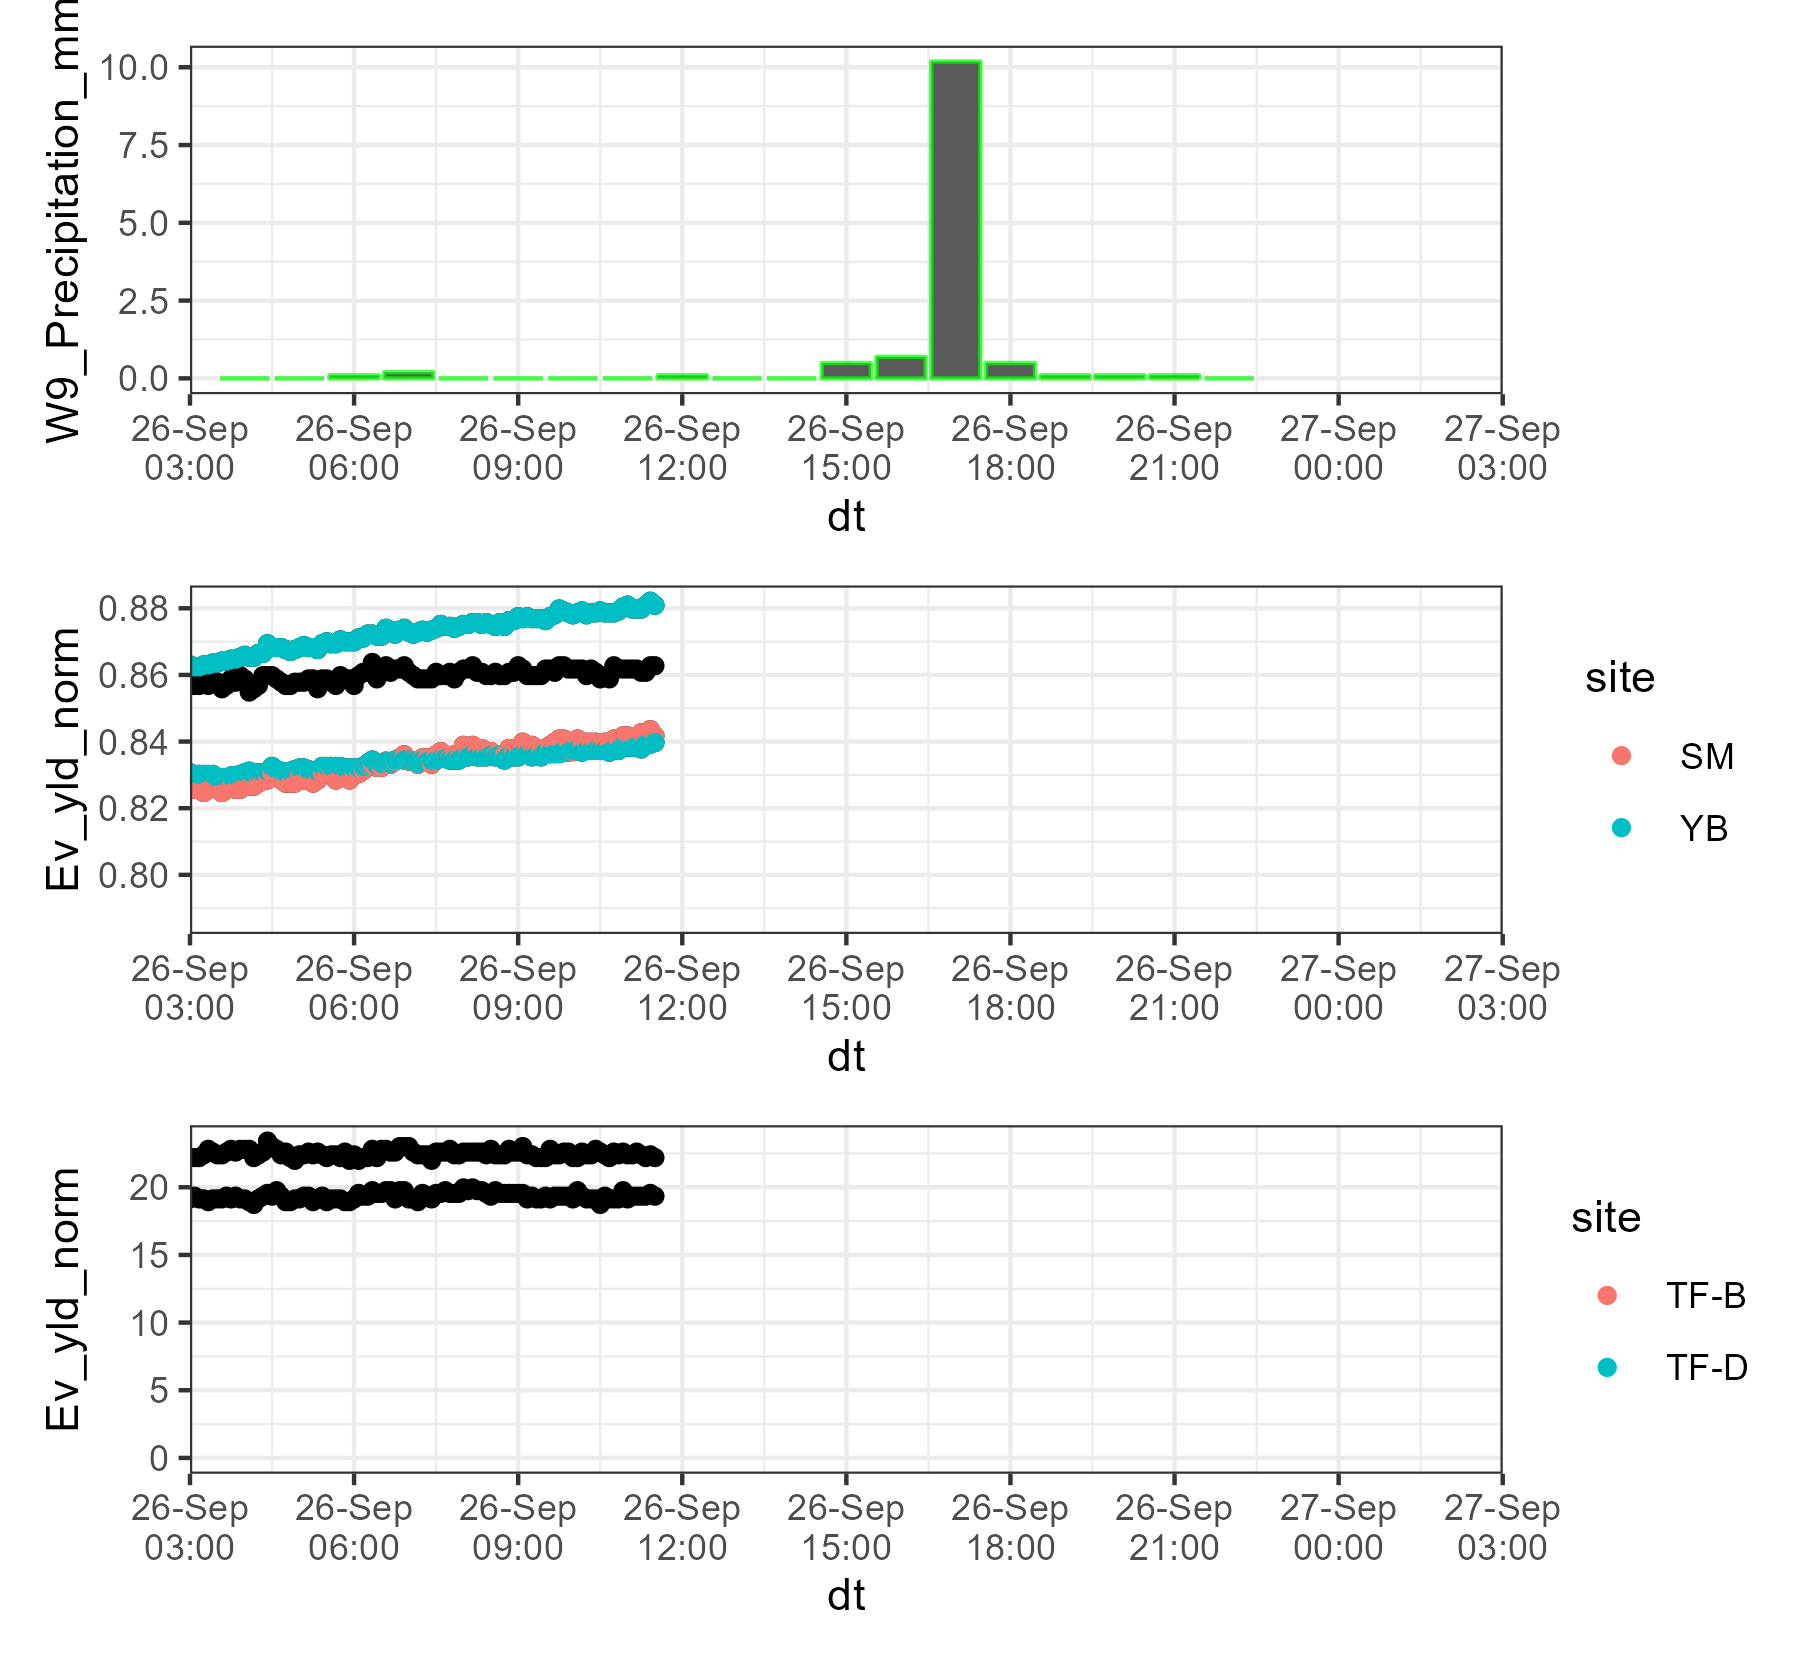 W9_Precipitation_mm
10.0
7.5
5.0
2.5
0.0
26-Sep 26-Sep 26-Sep 26-Sep 26-Sep 26-Sep 26-Sep 27-Sep 27-Sep
03:00 06:00 09:00 12:00 15:00 18:00 21:00 00:00 03:00
dt
Ev_yld_norm
0.88
0.86
0.84
0.82
0.80
26-Sep 26-Sep 26-Sep 26-Sep 26-Sep 26-Sep 26-Sep 27-Sep 27-Sep
03:00 06:00 09:00 12:00 15:00 18:00 21:00 00:00 03:00
dt
site
SM
YB
Ev_yld_norm
20
15
10
5
0
26-Sep 26-Sep 26-Sep 26-Sep 26-Sep 26-Sep 26-Sep 27-Sep 27-Sep
03:00 06:00 09:00 12:00 15:00 18:00 21:00 00:00 03:00
dt
site
TF-B
TF-D